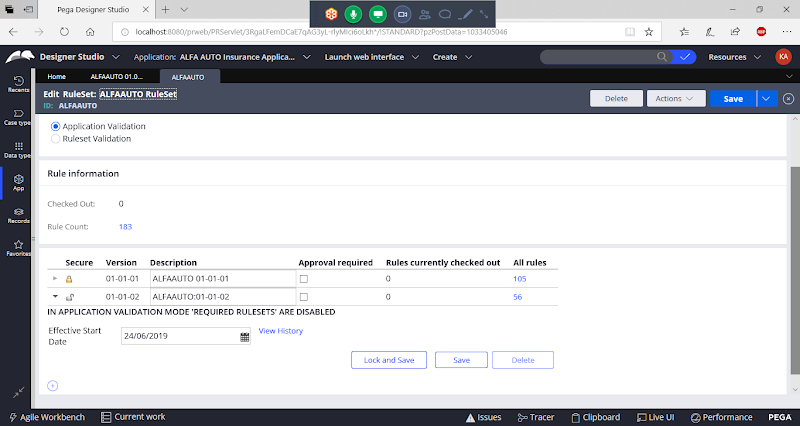 Pega Designer Studio
localhost:8080/prweb/PRServlet/3RgaLFemDCaE7qAG3yL-rlyMIci6oLkh*/!STANDARD?pzPostData=1033405046
Designer Studio Application: ALFA AUTO Insurance Applica... Launch web interface Create Resources KA
Home ALFAAUTO 01.0... ALFAAUTO
Recents
Edit RuleSet: ALFAAUTO RuleSet
ID: ALFAAUTO
Delete Actions Save
Case types
Application Validation
Ruleset Validation
Data types
Rule information
App
Checked Out: 0
Records
Rule Count: 183
Favorites
Secure Version Description Approval required Rules currently checked out All rules
01-01-01 ALFAAUTO 01-01-01 0 105
01-01-02 ALFAAUTO:01-01-02 0 56
IN APPLICATION VALIDATION MODE 'REQUIRED RULESETS' ARE DISABLED
Effective Start Date 24/06/2019 View History
Lock and Save Save Delete
Agile Workbench Current work Issues Tracer Clipboard Live UI Performance PEGA